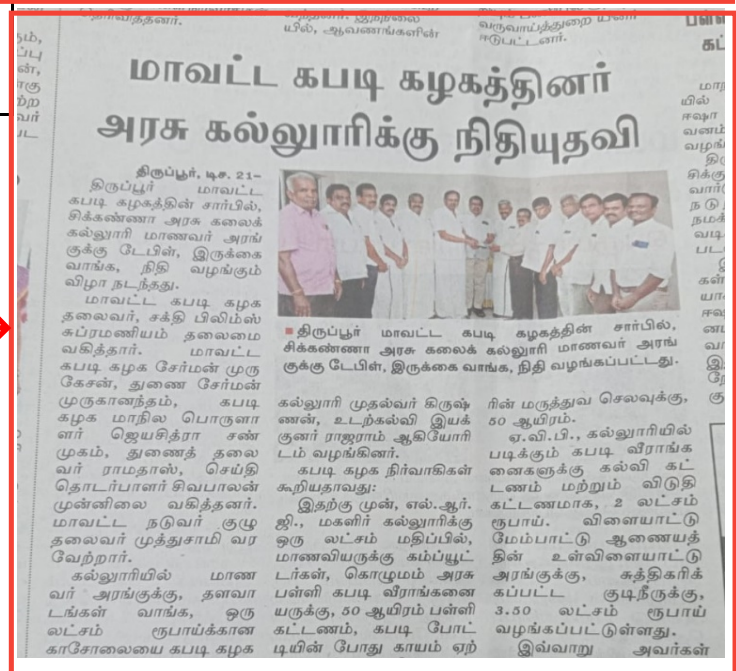 மாவட்ட கபடி கழகத்தினர்
அரசு கல்லூரிக்கு நிதியுதவி
திருப்பூர், டிச. 21-
திருப்பூர் மாவட்ட
கபடி கழகத்தின் சார்பில்,
சிக்கண்ணா அரசு கலைக்
கல்லூரி மாணவர் அரங்
குக்கு டேபிள், இருக்கை
வாங்க, நிதி வழங்கும்
விழா நடந்தது.
மாவட்ட கபடி கழக
தலைவர், சக்தி பிலிம்ஸ்
சுப்ரமணியம் தலைமை
வகித்தார். மாவட்ட
கபடி கழக சேர்மன் முரு
கேசன், துணை சேர்மன்
முருகானந்தம், கபடி
கழக மாநில பொருளா
ளர் ஜெயசித்ரா சண்
முகம், துணைத் தலை
வர் ராமதாஸ், செய்தி
தொடர்பாளர் சிவபாலன்
முன்னிலை வகித்தனர்.
மாவட்ட நடுவர் குழு
தலைவர் முத்துசாமி வர
வேற்றார்.
கல்லூரியில் மாண
வர் அரங்குக்கு, தளவா
டங்கள் வாங்க, ஒரு
லட்சம் ரூபாய்க்கான
காசோலையை கபடி கழக
திருப்பூர் மாவட்ட கபடி கழகத்தின் சார்பில்,
சிக்கண்ணா அரசு கலைக் கல்லூரி மாணவர் அரங்
குக்கு டேபிள், இருக்கை வாங்க, நிதி வழங்கப்பட்டது.
கல்லூரி முதல்வர் கிருஷ்
ணன், உடற்கல்வி இயக்
குனர் ராஜராம் ஆகியோரி
டம் வழங்கினர்.
கபடி கழக நிர்வாகிகள்
கூறியதாவது:
இதற்கு முன், எல்.ஆர்.
ஜி., மகளிர் கல்லூரிக்கு
ஒரு லட்சம் மதிப்பில்,
மாணவியருக்கு கம்ப்யூட்
டர்கள், கொழுமம் அரசு
பள்ளி கபடி வீராங்கனை
யருக்கு, 50 ஆயிரம் பள்ளி
கட்டணம், கபடி போட்
டியின் போது காயம் ஏற்
ரின் மருத்துவ செலவுக்கு,
50 ஆயிரம்.
ஏ.வி.பி., கல்லூரியில்
படிக்கும் கபடி வீராங்க
னைகளுக்கு கல்வி கட்
டணம் மற்றும் விடுதி
கட்டணமாக, 2 லட்சம்
ரூபாய். விளையாட்டு
மேம்பாட்டு ஆணையத்
தின் உள்விளையாட்டு
அரங்குக்கு, சுத்திகரிக்
கப்பட்ட குடிநீருக்கு,
3.50 லட்சம் ரூபாய்
வழங்கப்பட்டுள்ளது.
இவ்வாறு அவர்கள்